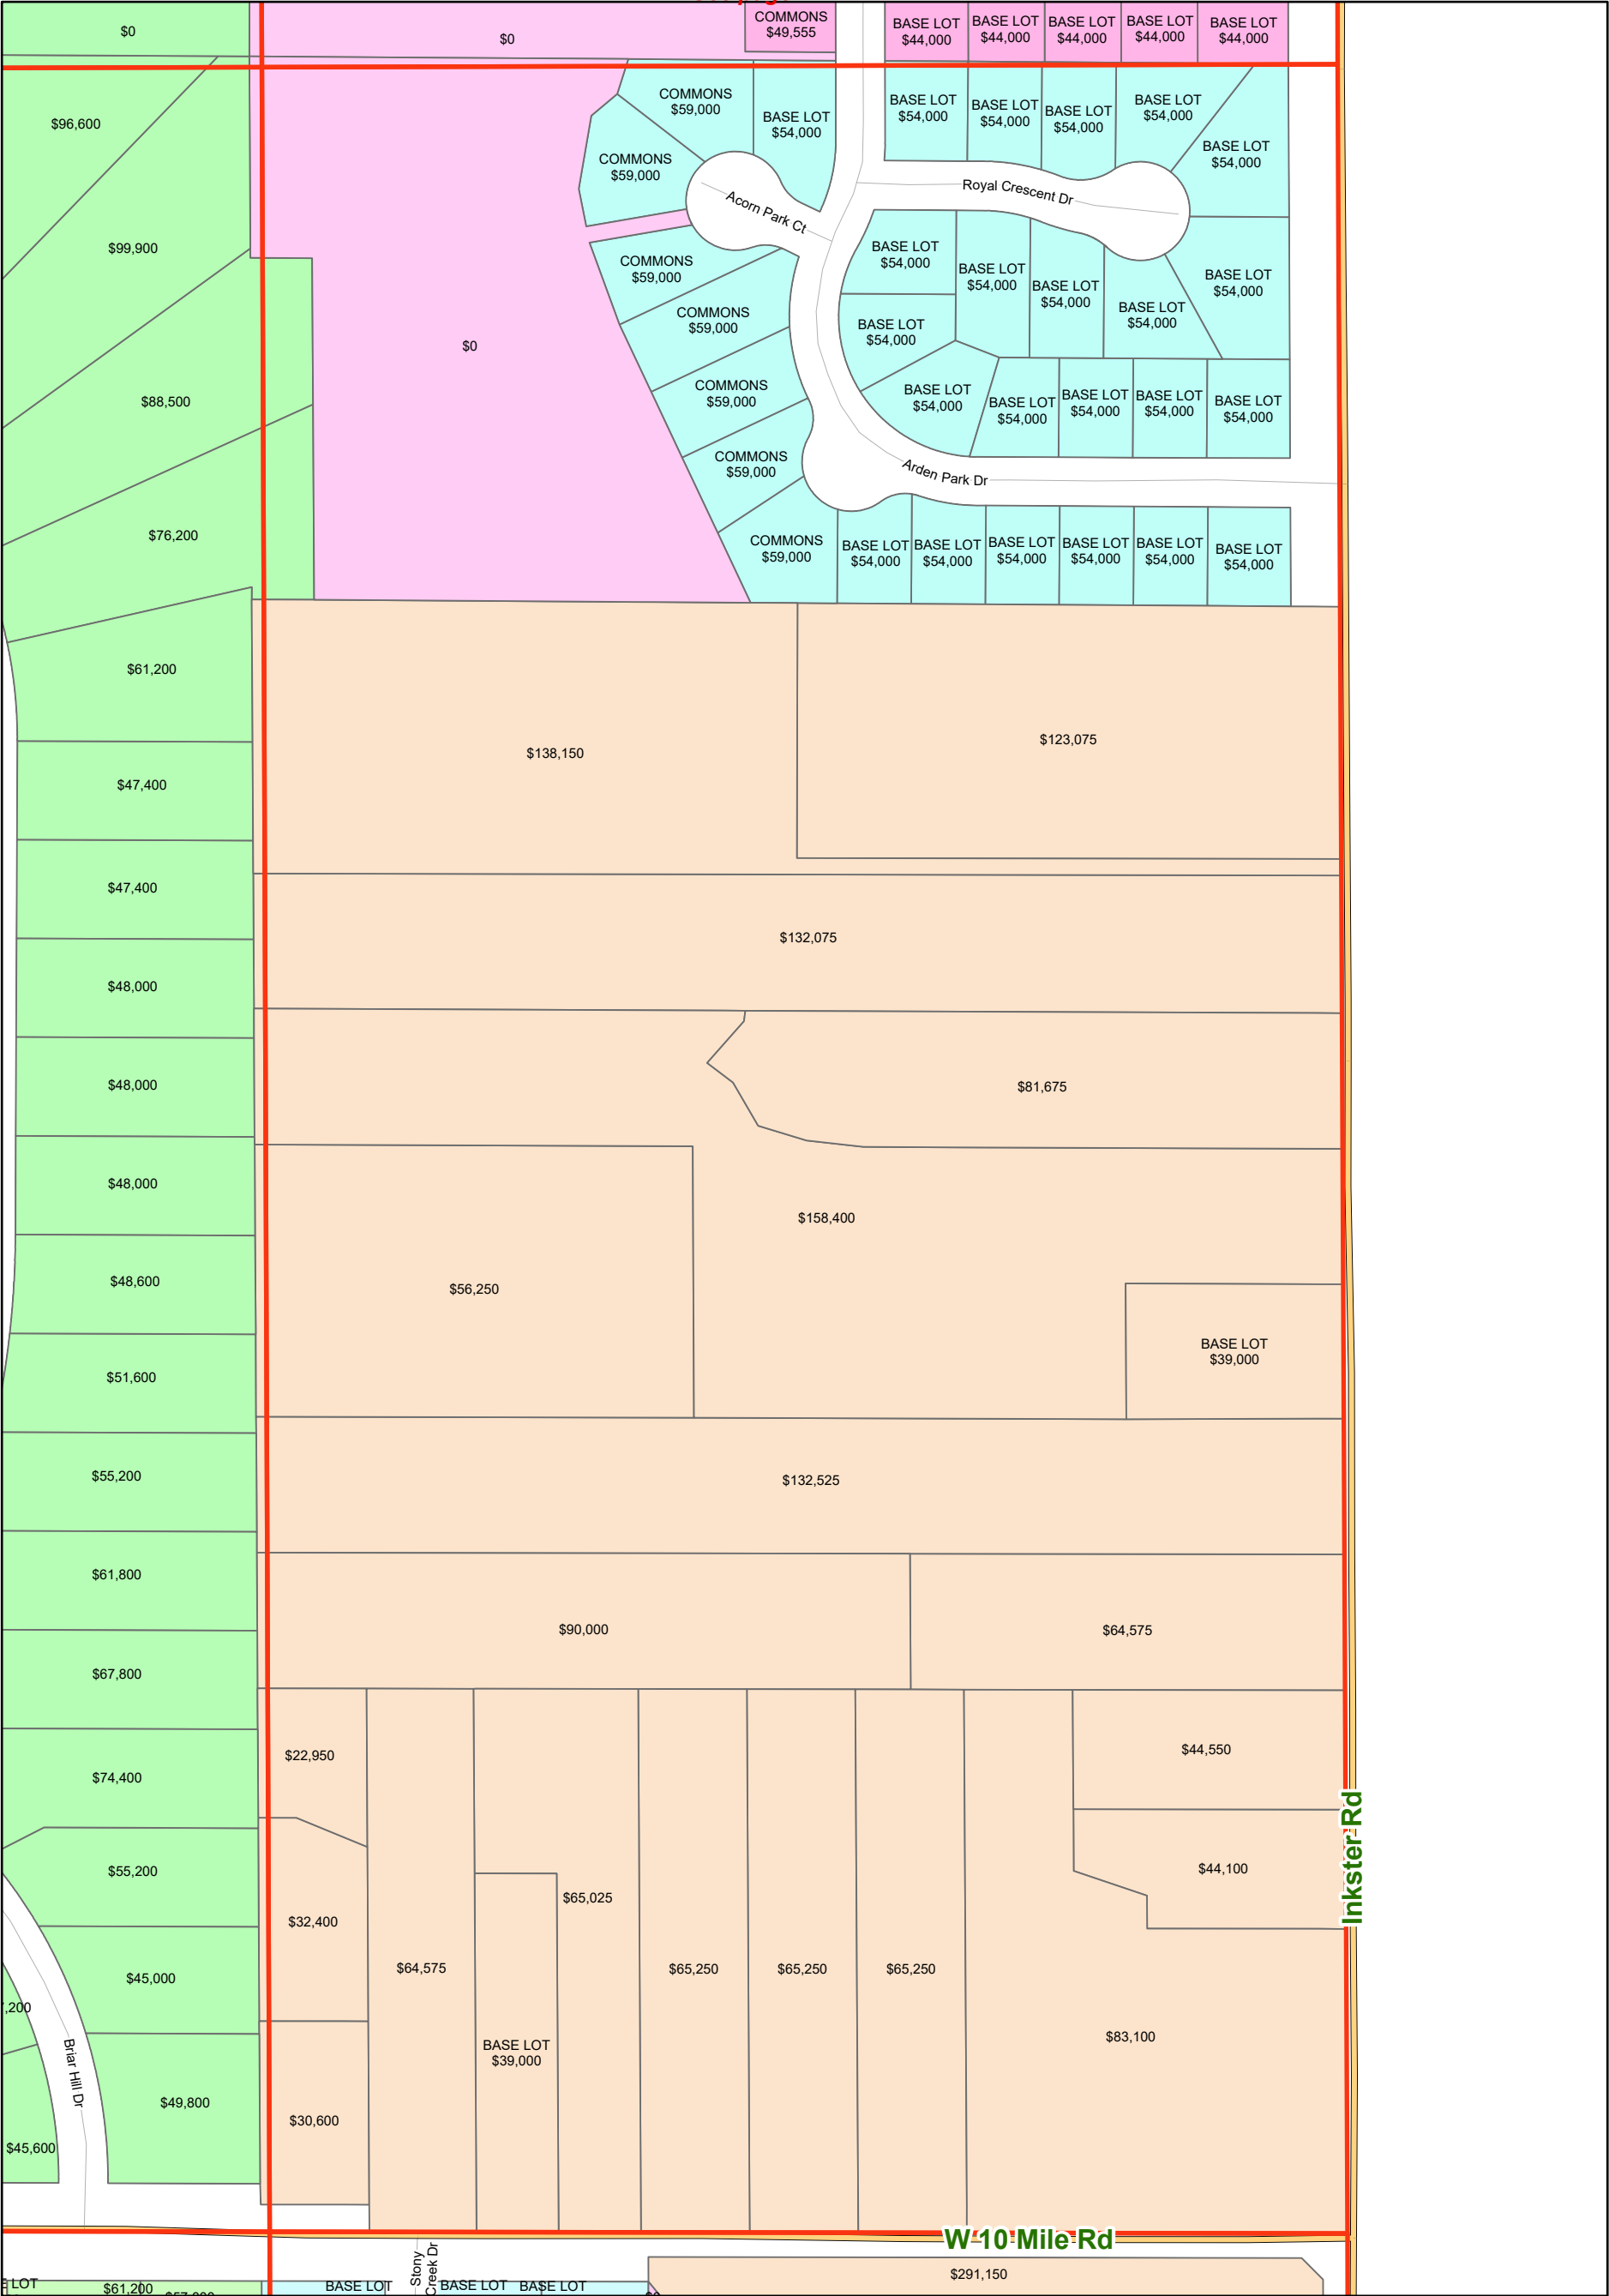 $0
$0
COMMONS
$49,555
BASE LOT
$44,000
BASE LOT
$44,000
BASE LOT
$44,000
BASE LOT
$44,000
BASE LOT
$44,000
$96,600
COMMONS
$59,000
BASE LOT
$54,000
BASE LOT
$54,000
BASE LOT
$54,000
BASE LOT
$54,000
BASE LOT
$54,000
BASE LOT
$54,000
COMMONS
$59,000
Acorn Park Ct
Royal Crescent Dr
$99,900
COMMONS
$59,000
BASE LOT
$54,000
BASE LOT
$54,000
BASE LOT
$54,000
BASE LOT
$54,000
BASE LOT
$54,000
COMMONS
$59,000
BASE LOT
$54,000
$0
$88,500
COMMONS
$59,000
BASE LOT
$54,000
BASE LOT
$54,000
BASE LOT
$54,000
BASE LOT
$54,000
BASE LOT
$54,000
COMMONS
$59,000
Arden Park Dr
$76,200
COMMONS
$59,000
BASE LOT
$54,000
BASE LOT
$54,000
BASE LOT
$54,000
BASE LOT
$54,000
BASE LOT
$54,000
BASE LOT
$54,000
$61,200
$138,150
$123,075
$47,400
$47,400
$132,075
$48,000
$48,000
$81,675
$48,000
$158,400
$48,600
$56,250
BASE LOT
$39,000
$51,600
$55,200
$132,525
$61,800
$90,000
$64,575
$67,800
$22,950
$44,550
$74,400
$55,200
$44,100
Inkster Rd
$65,025
$32,400
$45,000
$64,575
$65,250
$65,250
$65,250
,200
Briar Hill Dr
BASE LOT
$39,000
$83,100
$49,800
$30,600
$45,600
W 10 Mile Rd
Stony
Creek Dr
$291,150
LOT
$61,200
BASE LOT
BASE LOT
BASE LOT